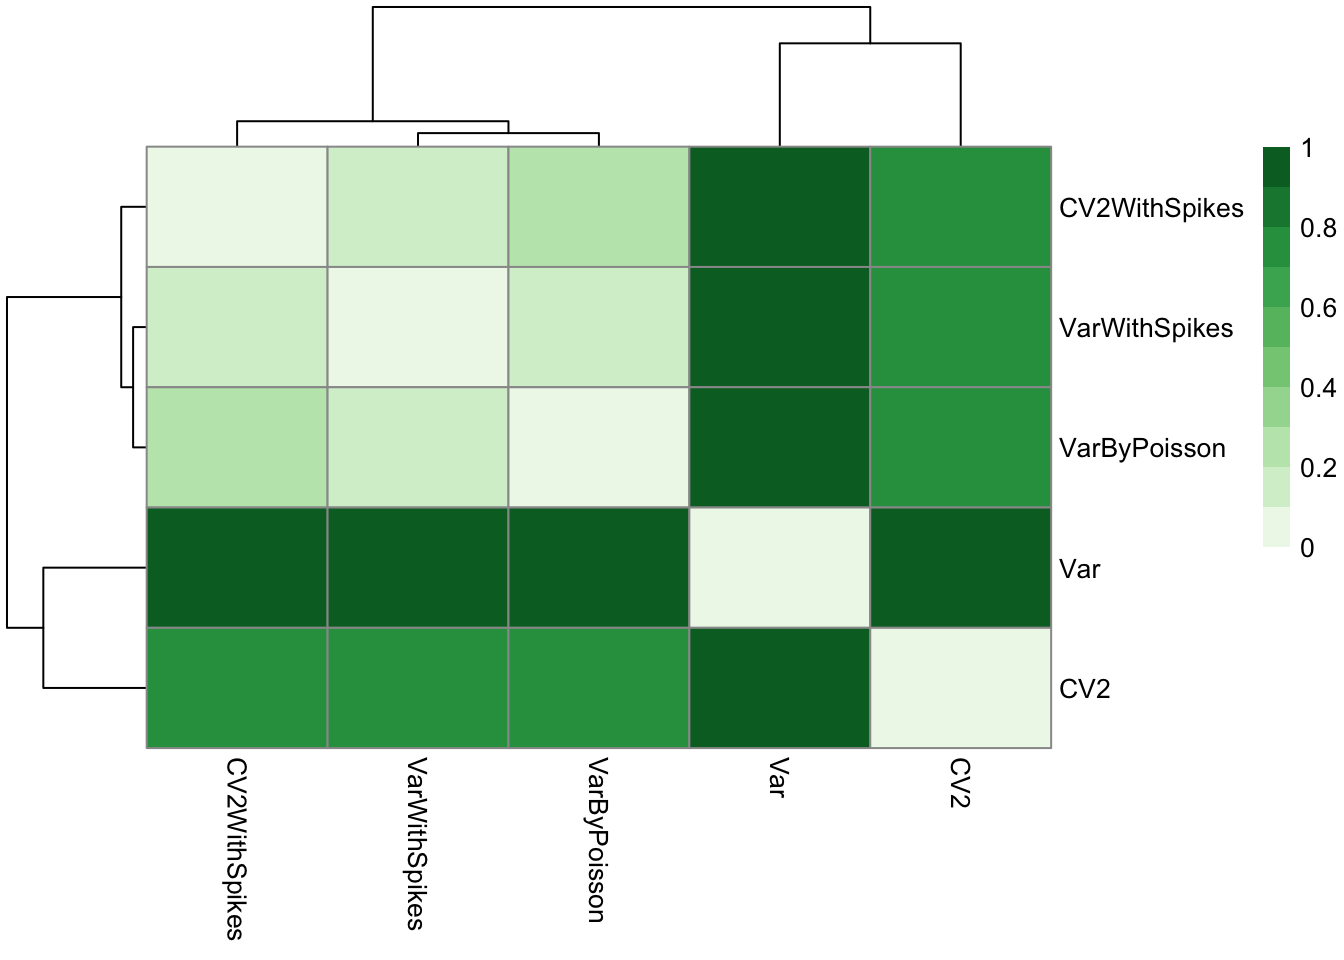 CV2WithSpikes
VarWithSpikes
VarByPoisson
Var
CV2
CV2WithSpikes
VarWithSpikes
VarByPoisson
Var
CV2
1
0.8
0.6
0.4
0.2
0